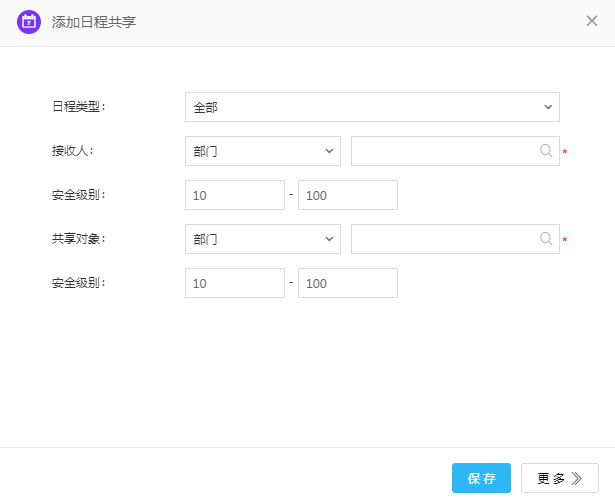 添加日程共享
日程类型: 全部
接收人: 部门 *
安全级别: 10 - 100
共享对象: 部门 *
安全级别: 10 - 100
保存 更多